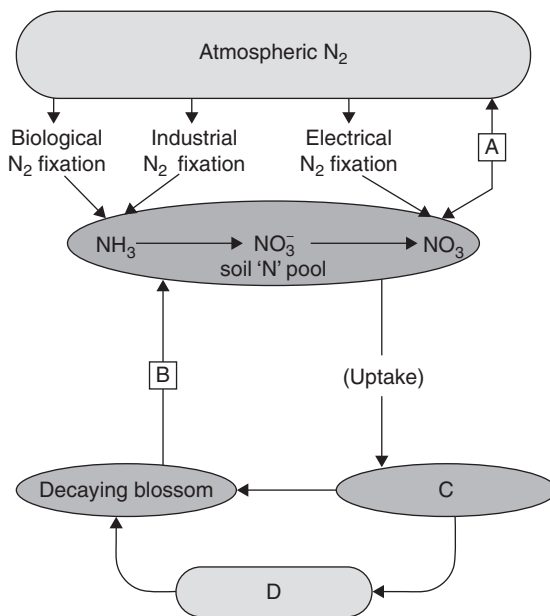 Atmospheric N₂
Biological
N₂ fixation
Industrial
N₂ fixation
Electrical
N₂ fixation
A
NH₃
NO₃⁻
NO₃
soil 'N' pool
B
(Uptake)
Decaying blossom
C
D